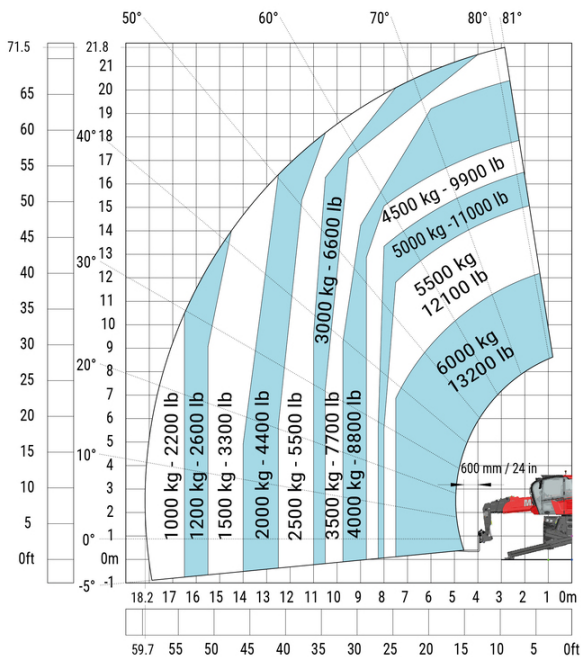 50° 60° 70° 80° 81°
71.5 21.8
21
65 20
19
60 40° 18
17
55 16
50 15
14
45 30° 13
40 12
11
35 10
30 9
20° 8
25 7
20 6
5
15 10° 4
10 3
2
5 0° 1
0ft 0m
-5° -1
1000 kg - 2200 lb
1200 kg - 2600 lb
1500 kg - 3300 lb
2000 kg - 4400 lb
2500 kg - 5500 lb
3000 kg - 6600 lb
3500 kg - 7700 lb
4000 kg - 8800 lb
4500 kg - 9900 lb
5000 kg -11000 lb
5500 kg
12100 lb
6000 kg
13200 lb
600 mm / 24 in
18.2 17 16 15 14 13 12 11 10 9 8 7 6 5 4 3 2 1 0m
59.7 55 50 45 40 35 30 25 20 15 10 5 0ft